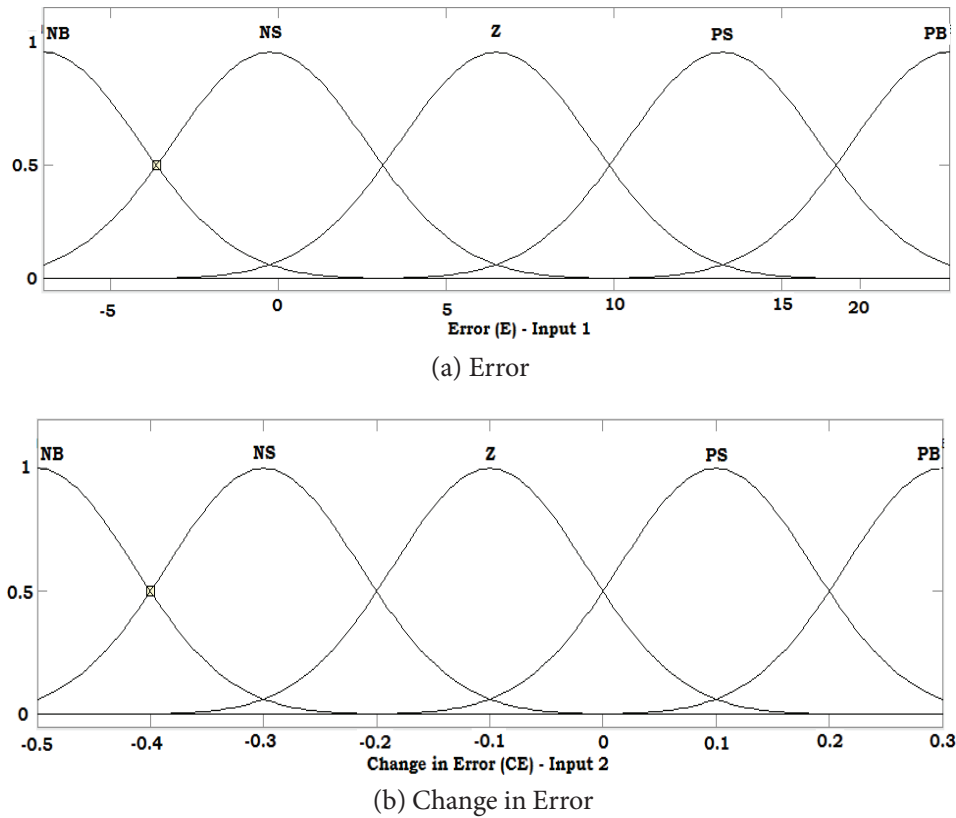 NB NS Z PS PB
1
0.5
0
-5 0 5 10 15 20
Error (E) - Input 1
(a) Error
NB NS Z PS PB
1
0.5
0
-0.5 -0.4 -0.3 -0.2 -0.1 0 0.1 0.2 0.3
Change in Error (CE) - Input 2
(b) Change in Error